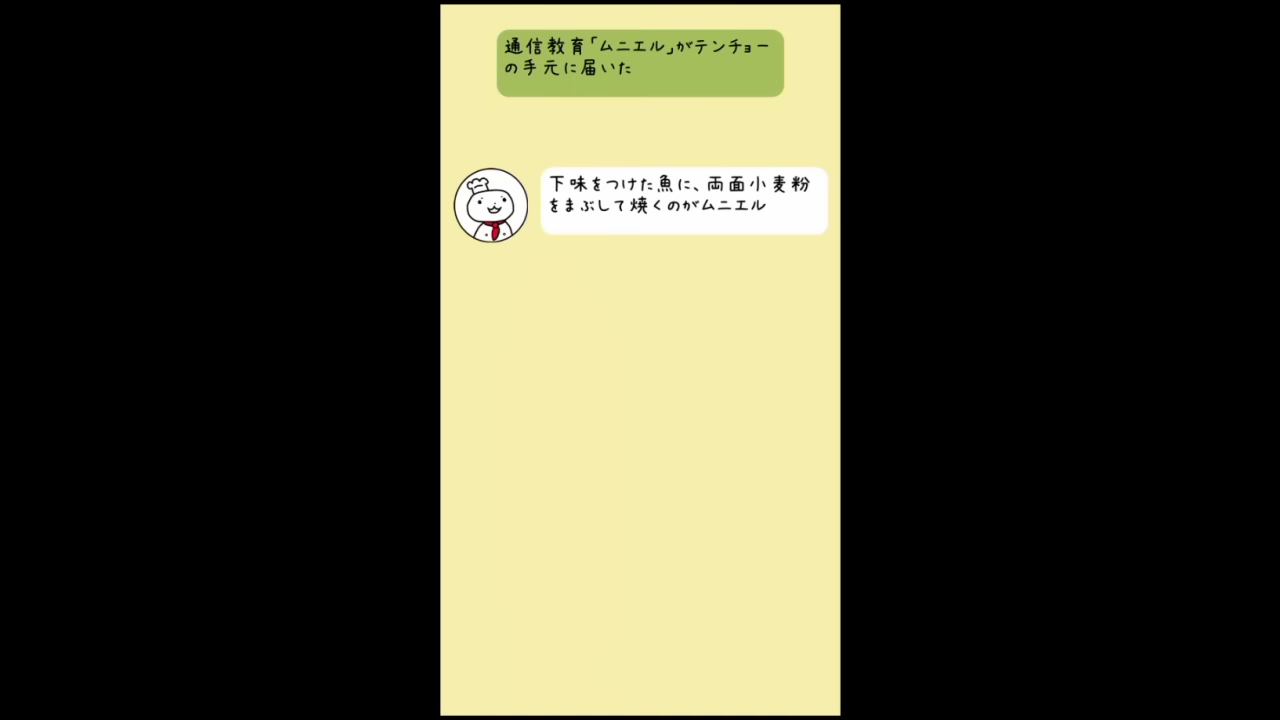 通信教育「ムニエル」がテンチョー
の手元に届いた
下味をつけた魚に、両面小麦粉
をまぶして焼くのがムニエル